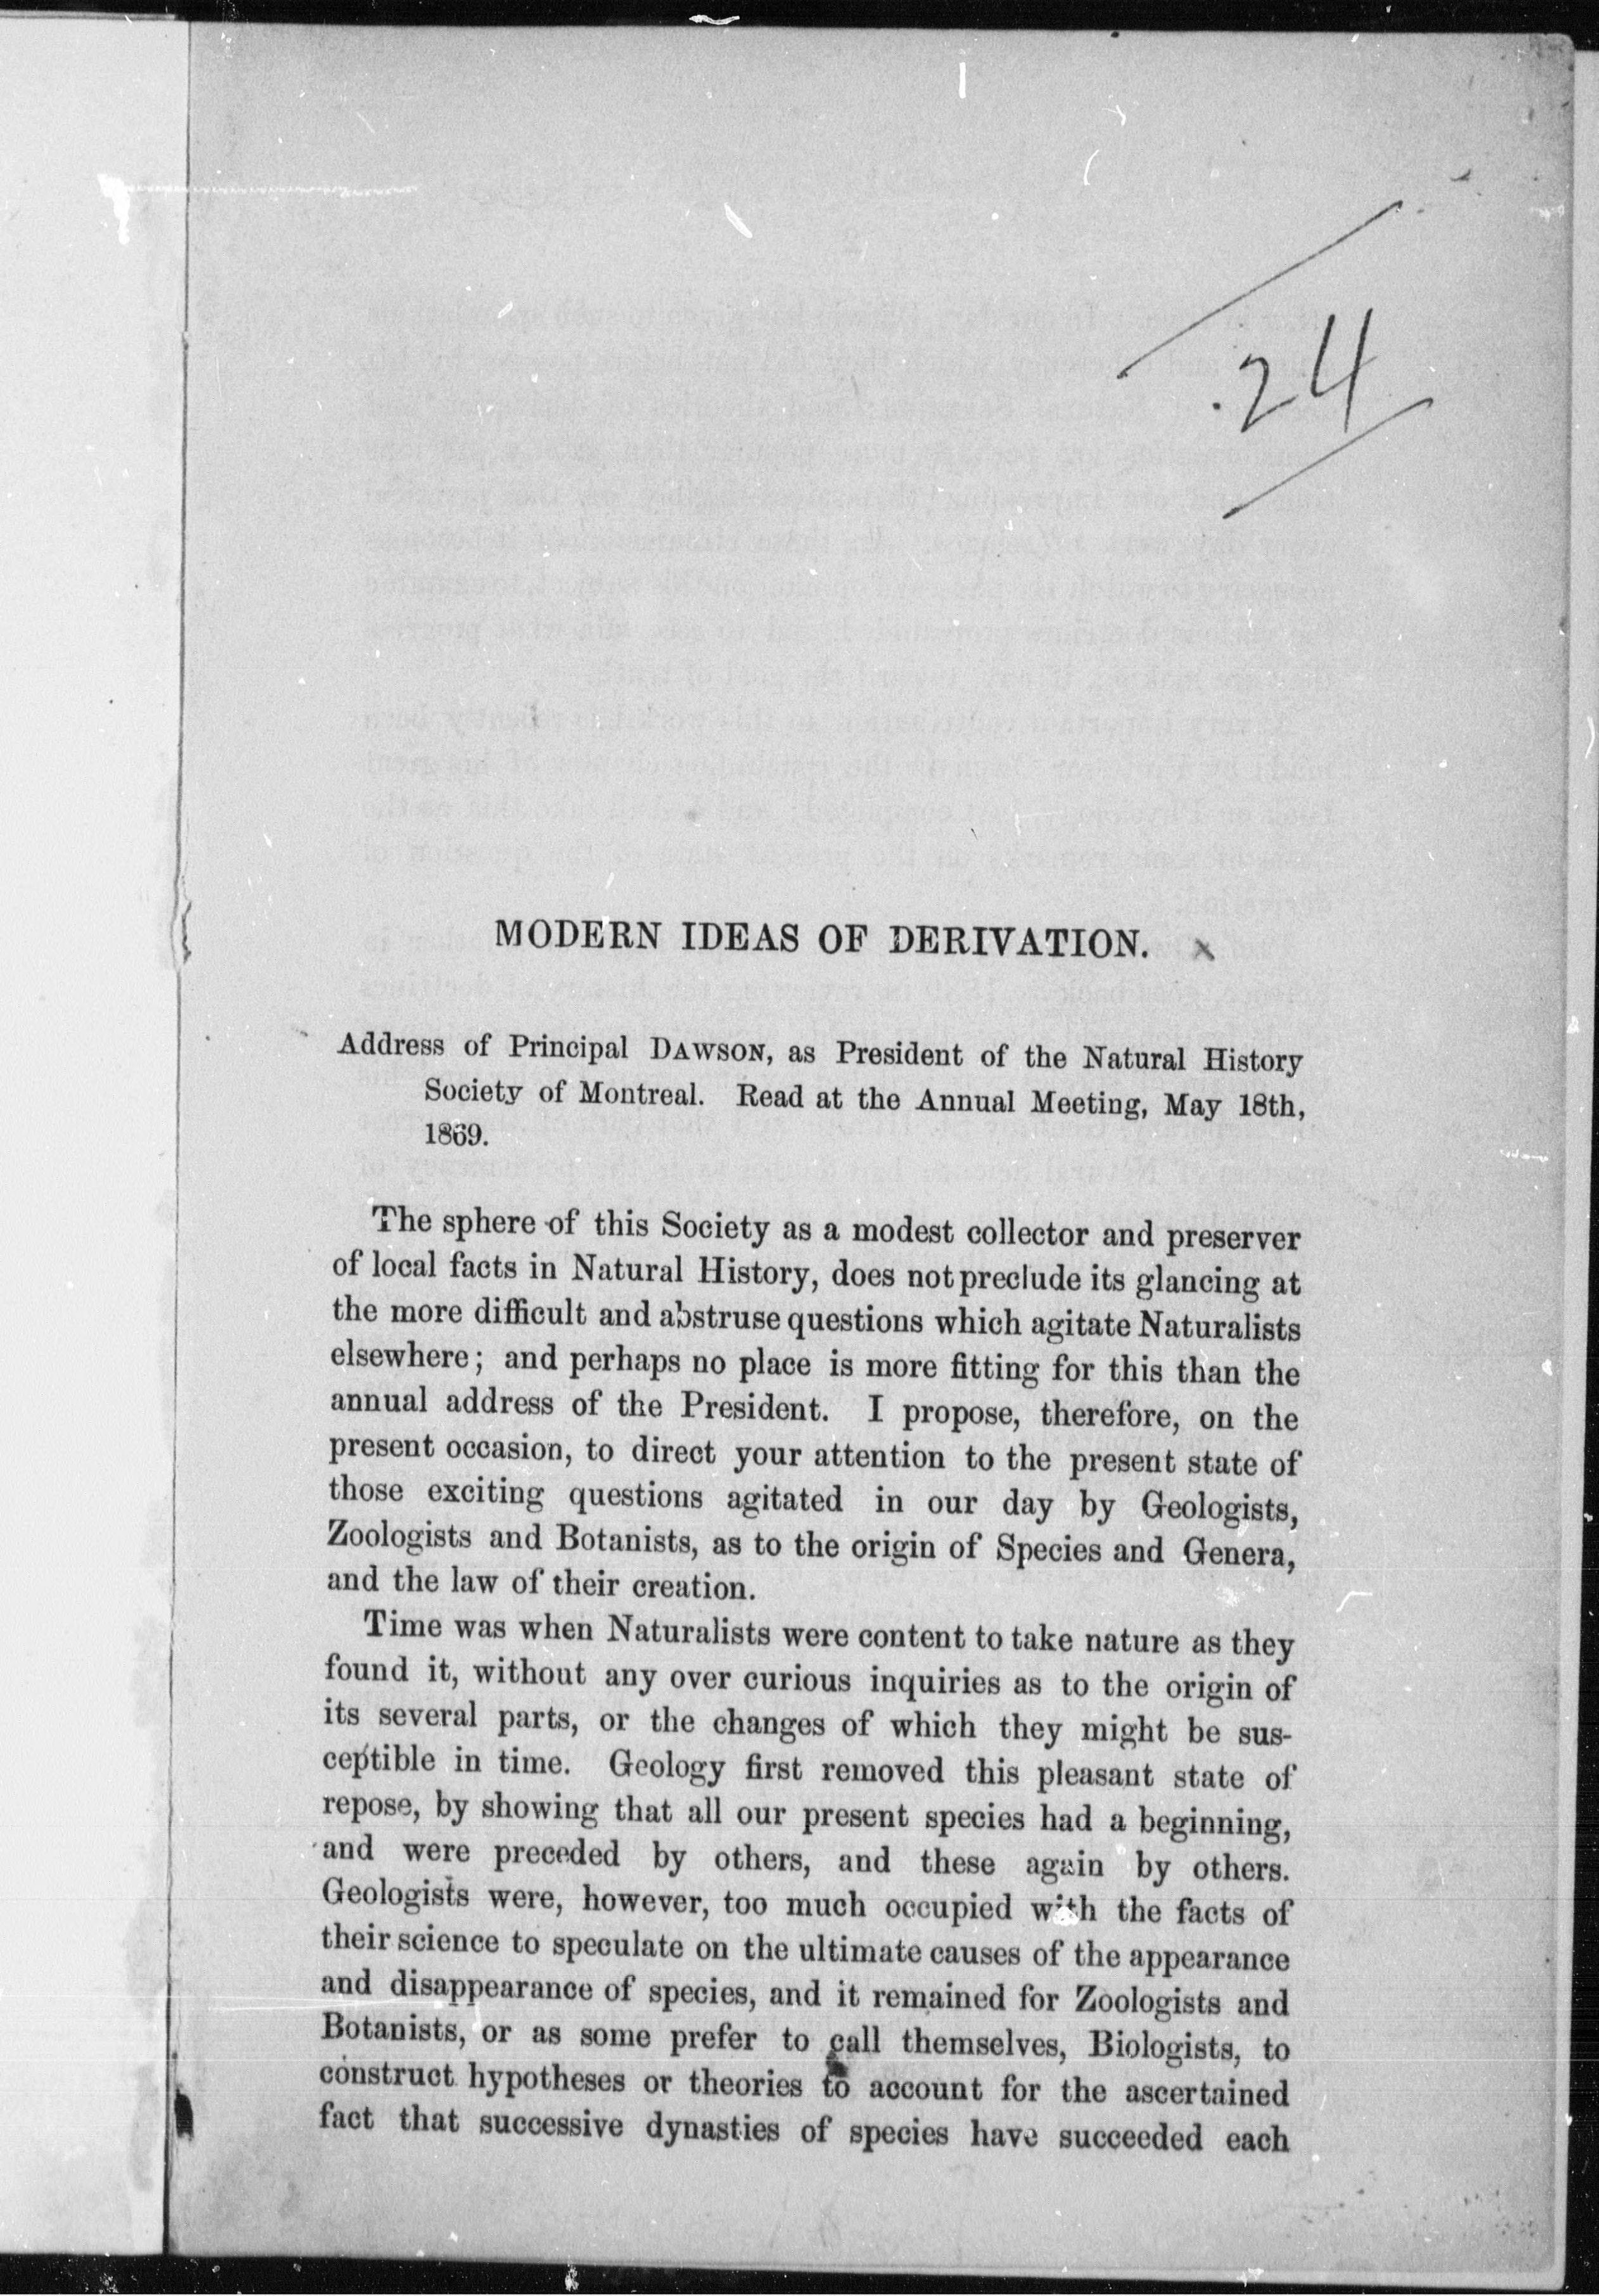 24
MODERN IDEAS OF DERIVATION. x
Address of Principal DAWSON, as President of the Natural History
Society of Montreal. Read at the Annual Meeting, May 18th,
1869.
The sphere of this Society as a modest collector and preserver
of local facts in Natural History, does not preclude its glancing at
the more difficult and abstruse questions which agitate Naturalists
elsewhere; and perhaps no place is more fitting for this than the
annual address of the President. I propose, therefore, on the
present occasion, to direct your attention to the present state of
those exciting questions agitated in our day by Geologists,
Zoologists and Botanists, as to the origin of Species and Genera,
and the law of their creation.
Time was when Naturalists were content to take nature as they
found it, without any over curious inquiries as to the origin of
its several parts, or the changes of which they might be sus-
ceptible in time. Geology first removed this pleasant state of
repose, by showing that all our present species had a beginning,
and were preceded by others, and these again by others.
Geologists were, however, too much occupied with the facts of
their science to speculate on the ultimate causes of the appearance
and disappearance of species, and it remained for Zoologists and
Botanists, or as some prefer to call themselves, Biologists, to
construct hypotheses or theories to account for the ascertained
fact that successive dynasties of species have succeeded each